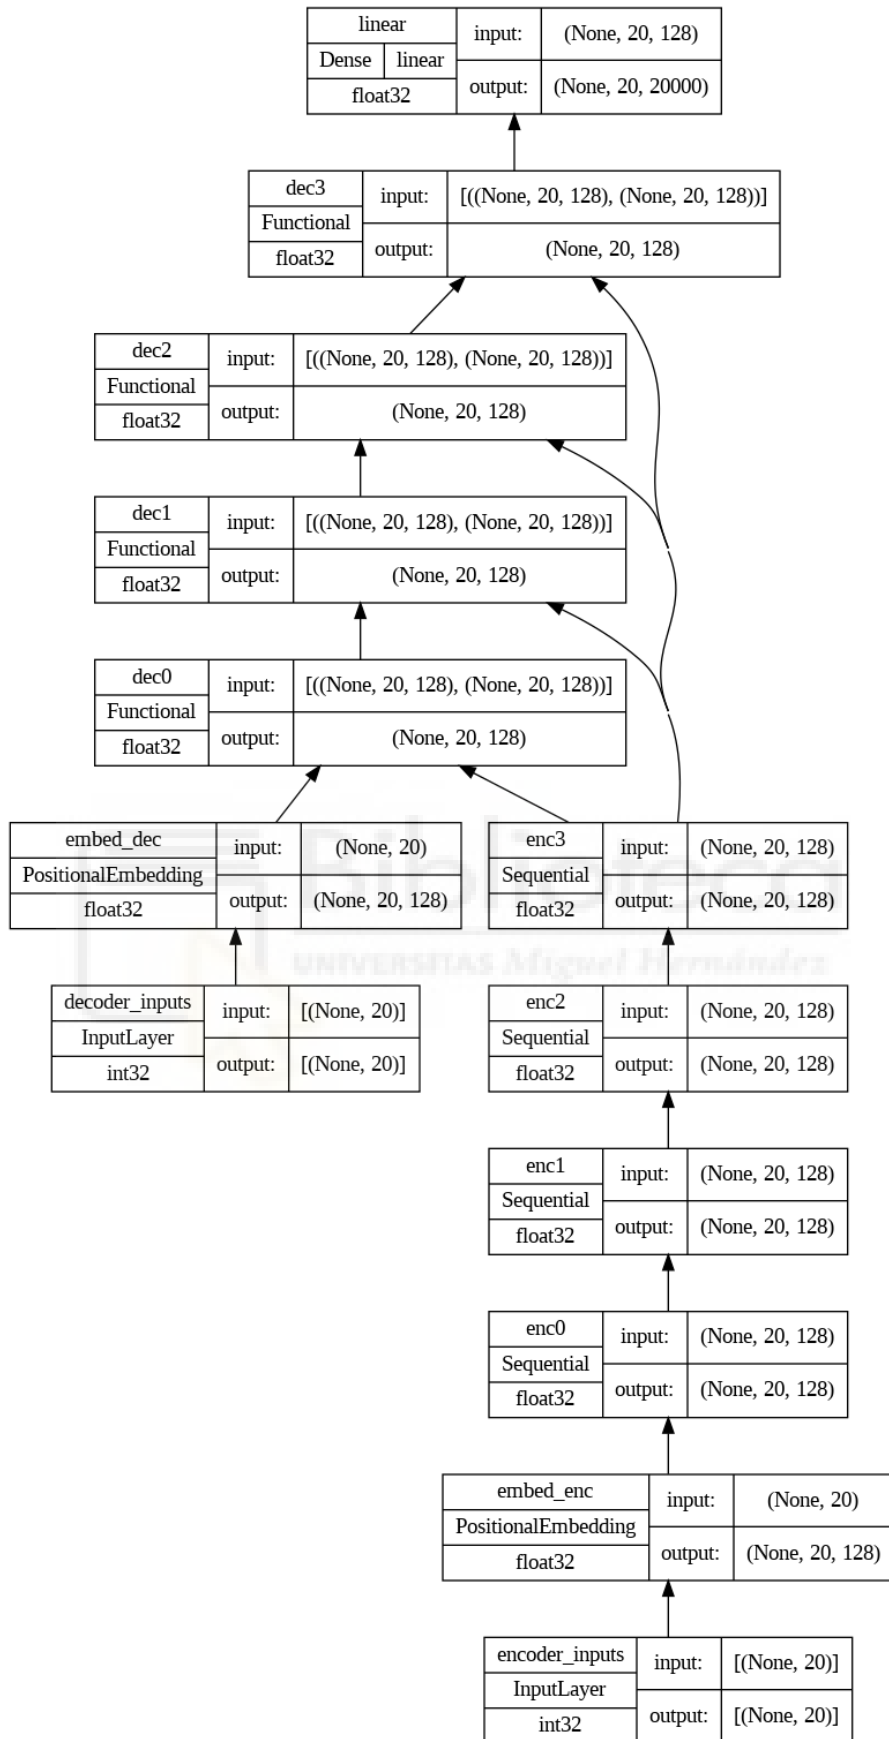 linear
input:
(None, 20, 128)
Dense
linear
output:
(None, 20, 20000)
float32
dec3
input:
[((None, 20, 128), (None, 20, 128))]
Functional
output:
(None, 20, 128)
float32
dec2
input:
[((None, 20, 128), (None, 20, 128))]
Functional
output:
(None, 20, 128)
float32
dec1
input:
[((None, 20, 128), (None, 20, 128))]
Functional
output:
(None, 20, 128)
float32
dec0
input:
[((None, 20, 128), (None, 20, 128))]
Functional
output:
(None, 20, 128)
float32
embed_dec
input:
(None, 20)
PositionalEmbedding
output:
(None, 20, 128)
float32
enc3
input:
(None, 20, 128)
Sequential
output:
(None, 20, 128)
float32
Biblioteca
UNIVERSITAS Miguel Hernández
decoder_inputs
input:
[(None, 20)]
InputLayer
output:
[(None, 20)]
int32
enc2
input:
(None, 20, 128)
Sequential
output:
(None, 20, 128)
float32
enc1
input:
(None, 20, 128)
Sequential
output:
(None, 20, 128)
float32
enc0
input:
(None, 20, 128)
Sequential
output:
(None, 20, 128)
float32
embed_enc
input:
(None, 20)
PositionalEmbedding
output:
(None, 20, 128)
float32
encoder_inputs
input:
[(None, 20)]
InputLayer
output:
[(None, 20)]
int32